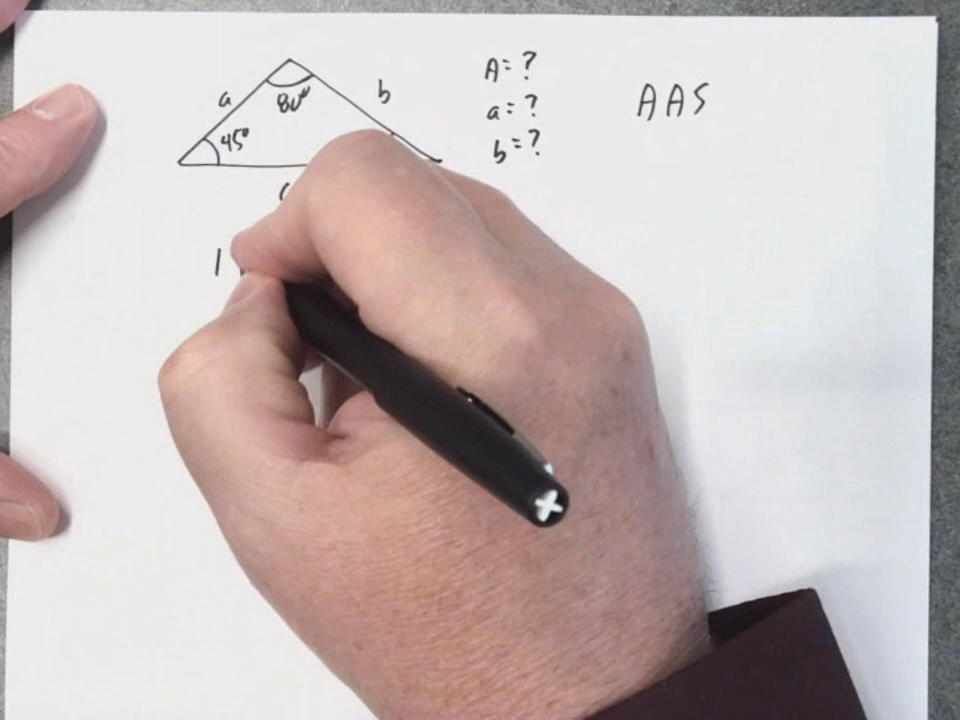 a
80°
b
45°
A = ?
a = ?
b = ?
AAS
1